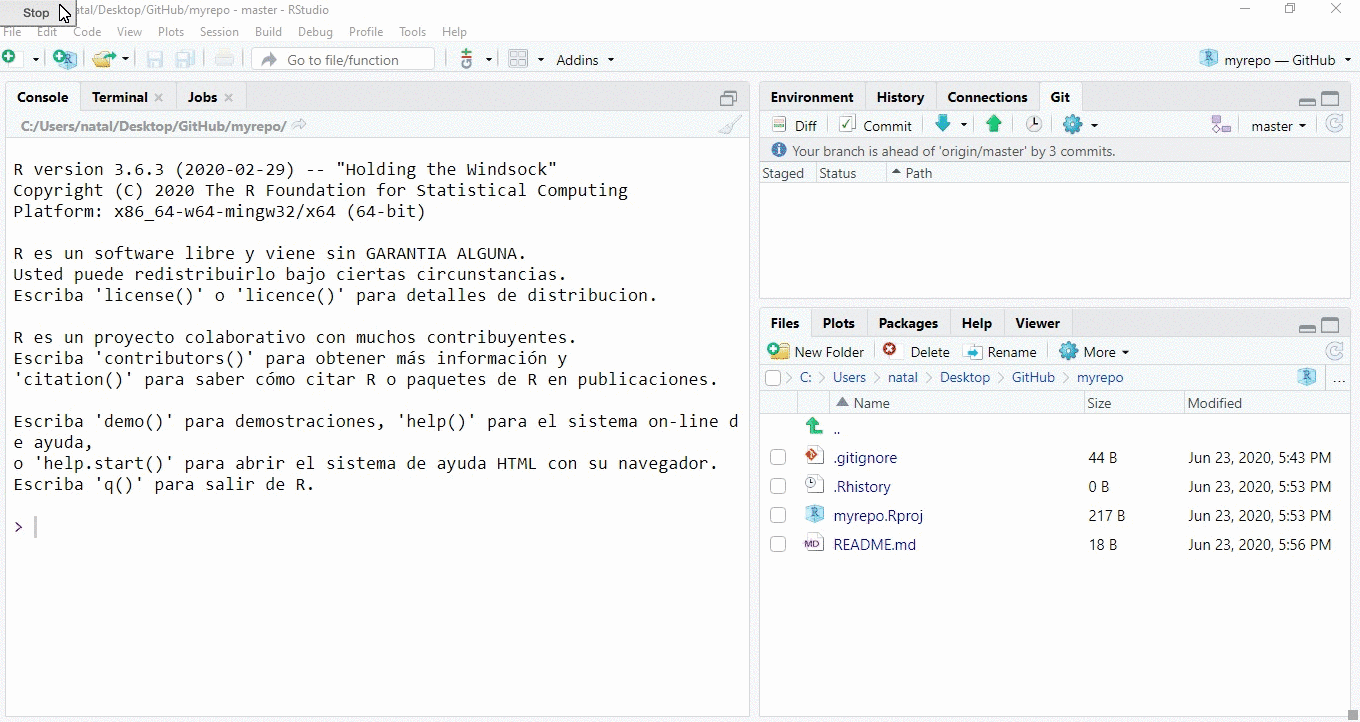 Stop
atal/Desktop/GitHub/myrepo - master - RStudio
File Edit Code View Plots Session Build Debug Profile Tools Help
Go to file/function Addins myrepo — GitHub
Console Terminal Jobs
C:/Users/natal/Desktop/GitHub/myrepo/
R version 3.6.3 (2020-02-29) -- "Holding the Windsock"
Copyright (C) 2020 The R Foundation for Statistical Computing
Platform: x86_64-w64-mingw32/x64 (64-bit)
R es un software libre y viene sin GARANTIA ALGUNA.
Usted puede redistribuirlo bajo ciertas circunstancias.
Escriba 'license()' o 'licence()' para detalles de distribucion.
R es un proyecto colaborativo con muchos contribuyentes.
Escriba 'contributors()' para obtener más información y
'citation()' para saber cómo citar R o paquetes de R en publicaciones.
Escriba 'demo()' para demostraciones, 'help()' para el sistema on-line d
e ayuda,
o 'help.start()' para abrir el sistema de ayuda HTML con su navegador.
Escriba 'q()' para salir de R.
>
Environment History Connections Git
Diff Commit master
Your branch is ahead of 'origin/master' by 3 commits.
Staged Status Path
Files Plots Packages Help Viewer
New Folder Delete Rename More
C: Users natal Desktop GitHub myrepo ...
Name Size Modified
..
.gitignore 44 B Jun 23, 2020, 5:43 PM
.Rhistory 0 B Jun 23, 2020, 5:53 PM
myrepo.Rproj 217 B Jun 23, 2020, 5:53 PM
README.md 18 B Jun 23, 2020, 5:56 PM